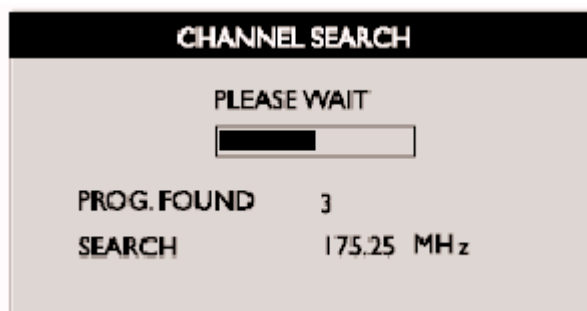 CHANNEL SEARCH
PLEASE WAIT
PROG. FOUND 3
SEARCH 175.25 MHz